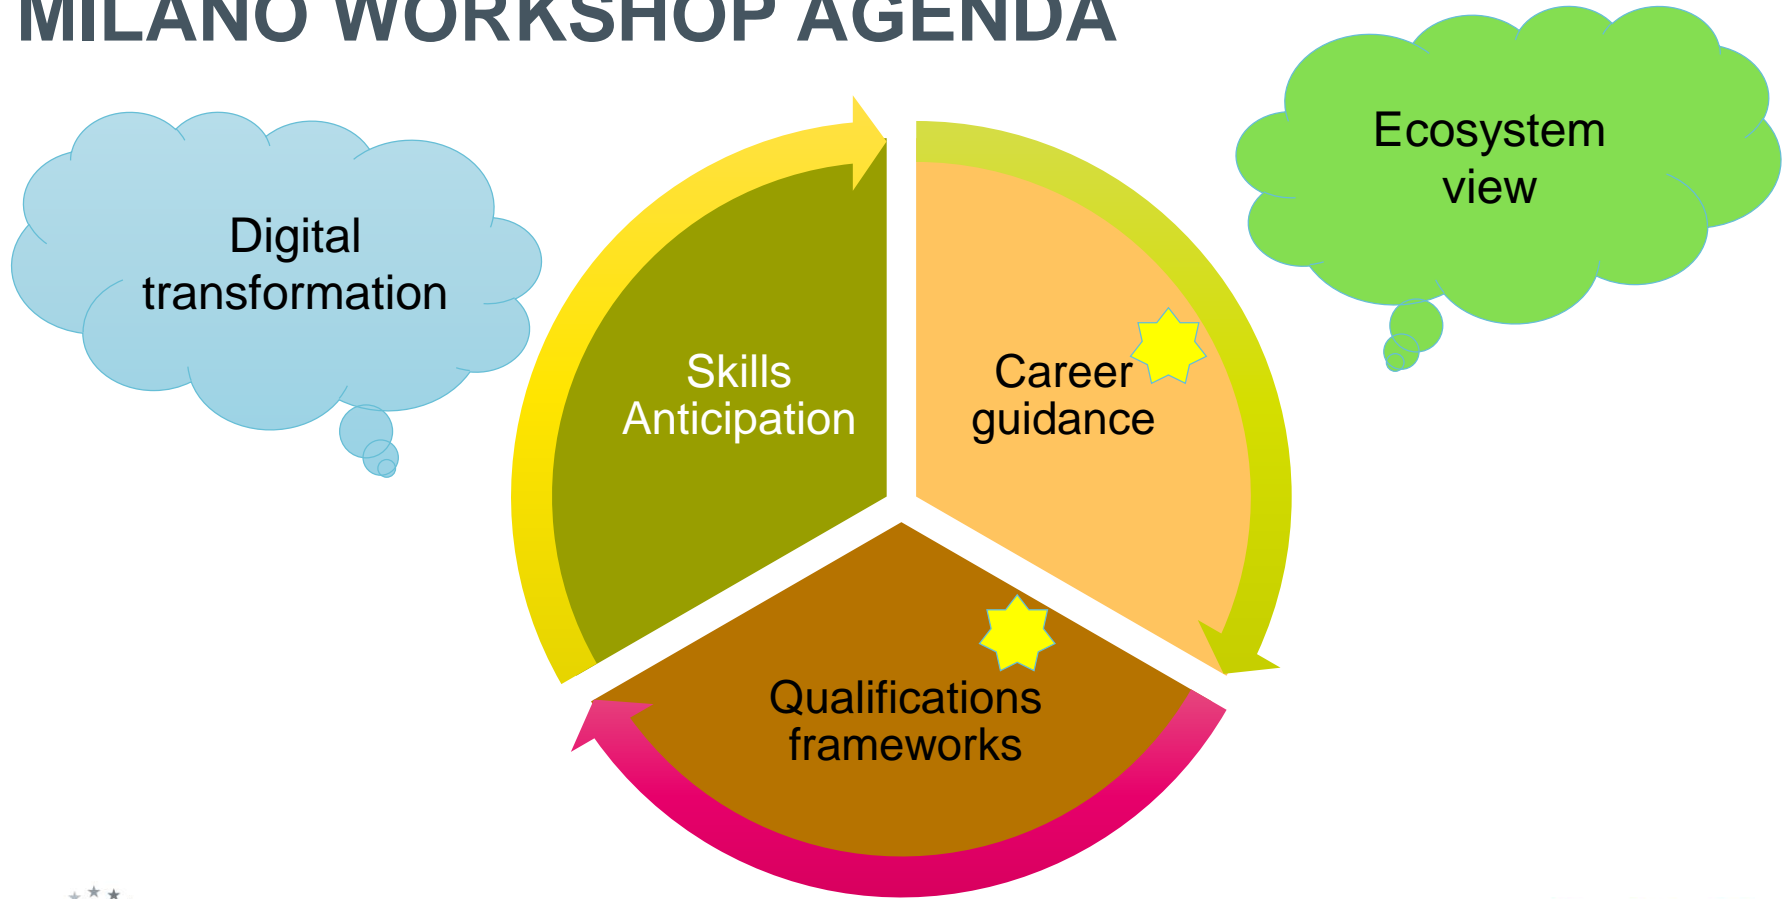 MILANO WORKSHOP AGENDA
Digital
transformation
Ecosystem
view
Skills
Anticipation
Career
guidance
Qualifications
frameworks